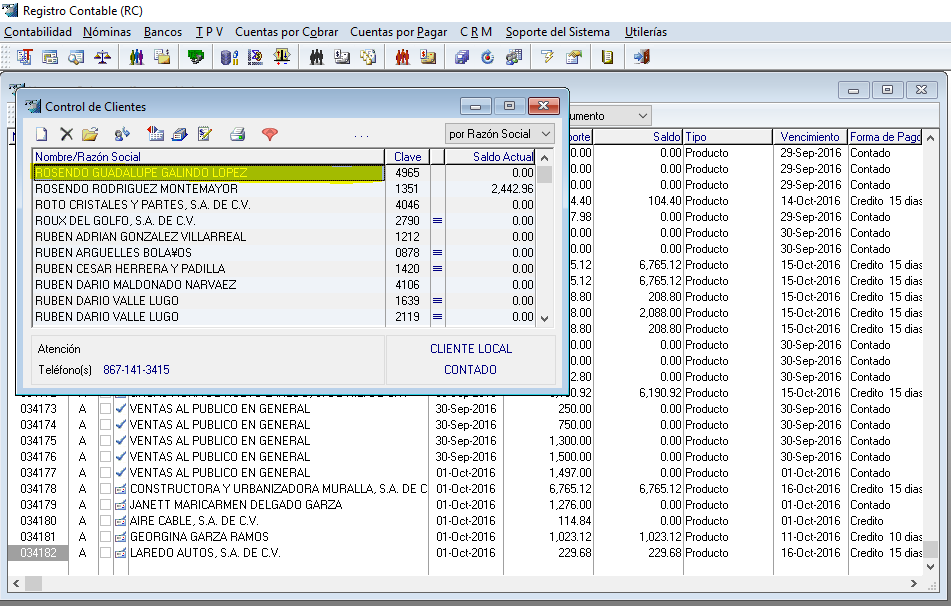 Registro Contable (RC)
Contabilidad Nóminas Bancos T P V Cuentas por Cobrar Cuentas por Pagar C R M Soporte del Sistema Utilerías
Control de Clientes
por Razón Social
Nombre/Razón Social Clave Saldo Actual
ROSENDO GUADALUPE GALINDO LOPEZ 4965 0.00
ROSENDO RODRIGUEZ MONTEMAYOR 1351 2,442.96
ROTO CRISTALES Y PARTES, S.A. DE C.V. 4046 0.00
ROUX DEL GOLFO, S.A. DE C.V. 2790 0.00
RUBEN ADRIAN GONZALEZ VILLARREAL 1212 0.00
RUBEN ARGUELLES BOLA¥OS 0878 0.00
RUBEN CESAR HERRERA Y PADILLA 1420 0.00
RUBEN DARIO MALDONADO NARVAEZ 4106 0.00
RUBEN DARIO VALLE LUGO 1639 0.00
RUBEN DARIO VALLE LUGO 2119 0.00
Atención CLIENTE LOCAL
Teléfono(s) 867-141-3415 CONTADO
umento
porte Saldo Tipo Vencimiento Forma de Pago
0.00 0.00 Producto 29-Sep-2016 Contado
0.00 0.00 Producto 29-Sep-2016 Contado
0.00 0.00 Producto 29-Sep-2016 Contado
4.40 104.40 Producto 14-Oct-2016 Credito 15 dias
7.98 0.00 Producto 29-Sep-2016 Contado
0.00 0.00 Producto 30-Sep-2016 Contado
0.00 0.00 Producto 30-Sep-2016 Contado
5.12 6,765.12 Producto 15-Oct-2016 Credito 15 dias
5.12 6,765.12 Producto 15-Oct-2016 Credito 15 dias
8.80 208.80 Producto 15-Oct-2016 Credito 15 dias
8.00 2,088.00 Producto 15-Oct-2016 Credito 15 dias
8.80 208.80 Producto 15-Oct-2016 Credito 15 dias
0.00 0.00 Producto 30-Sep-2016 Contado
0.00 0.00 Producto 30-Sep-2016 Contado
2.80 0.00 Producto 30-Sep-2016 Contado
6,190.92 Producto 15-Oct-2016 Credito 15 dias
034173 A VENTAS AL PUBLICO EN GENERAL 30-Sep-2016 250.00 0.00 Producto 30-Sep-2016 Contado
034174 A VENTAS AL PUBLICO EN GENERAL 30-Sep-2016 750.00 0.00 Producto 30-Sep-2016 Contado
034175 A VENTAS AL PUBLICO EN GENERAL 30-Sep-2016 1,300.00 0.00 Producto 30-Sep-2016 Contado
034176 A VENTAS AL PUBLICO EN GENERAL 30-Sep-2016 1,500.00 0.00 Producto 30-Sep-2016 Contado
034177 A VENTAS AL PUBLICO EN GENERAL 01-Oct-2016 1,497.00 0.00 Producto 01-Oct-2016 Contado
034178 A CONSTRUCTORA Y URBANIZADORA MURALLA, S.A. DE C 01-Oct-2016 6,765.12 6,765.12 Producto 16-Oct-2016 Credito 15 dias
034179 A JANETT MARICARMEN DELGADO GARZA 01-Oct-2016 1,276.00 0.00 Producto 01-Oct-2016 Contado
034180 A AIRE CABLE, S.A. DE C.V. 01-Oct-2016 114.84 0.00 Producto 01-Oct-2016 Credito
034181 A GEORGINA GARZA RAMOS 01-Oct-2016 1,023.12 1,023.12 Producto 11-Oct-2016 Credito 10 dias
034182 A LAREDO AUTOS, S.A. DE C.V. 01-Oct-2016 229.68 229.68 Producto 16-Oct-2016 Credito 15 dias